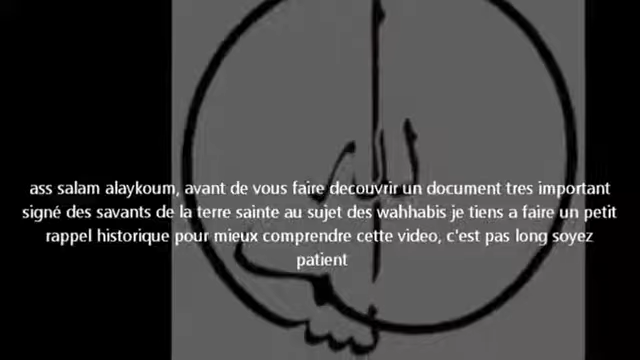 ass salam alaykoum, avant de vous faire decouvrir un document tres important
signé des savants de la terre sainte au sujet des wahhabis je tiens a faire un petit
rappel historique pour mieux comprendre cette video, c'est pas long soyez
patient